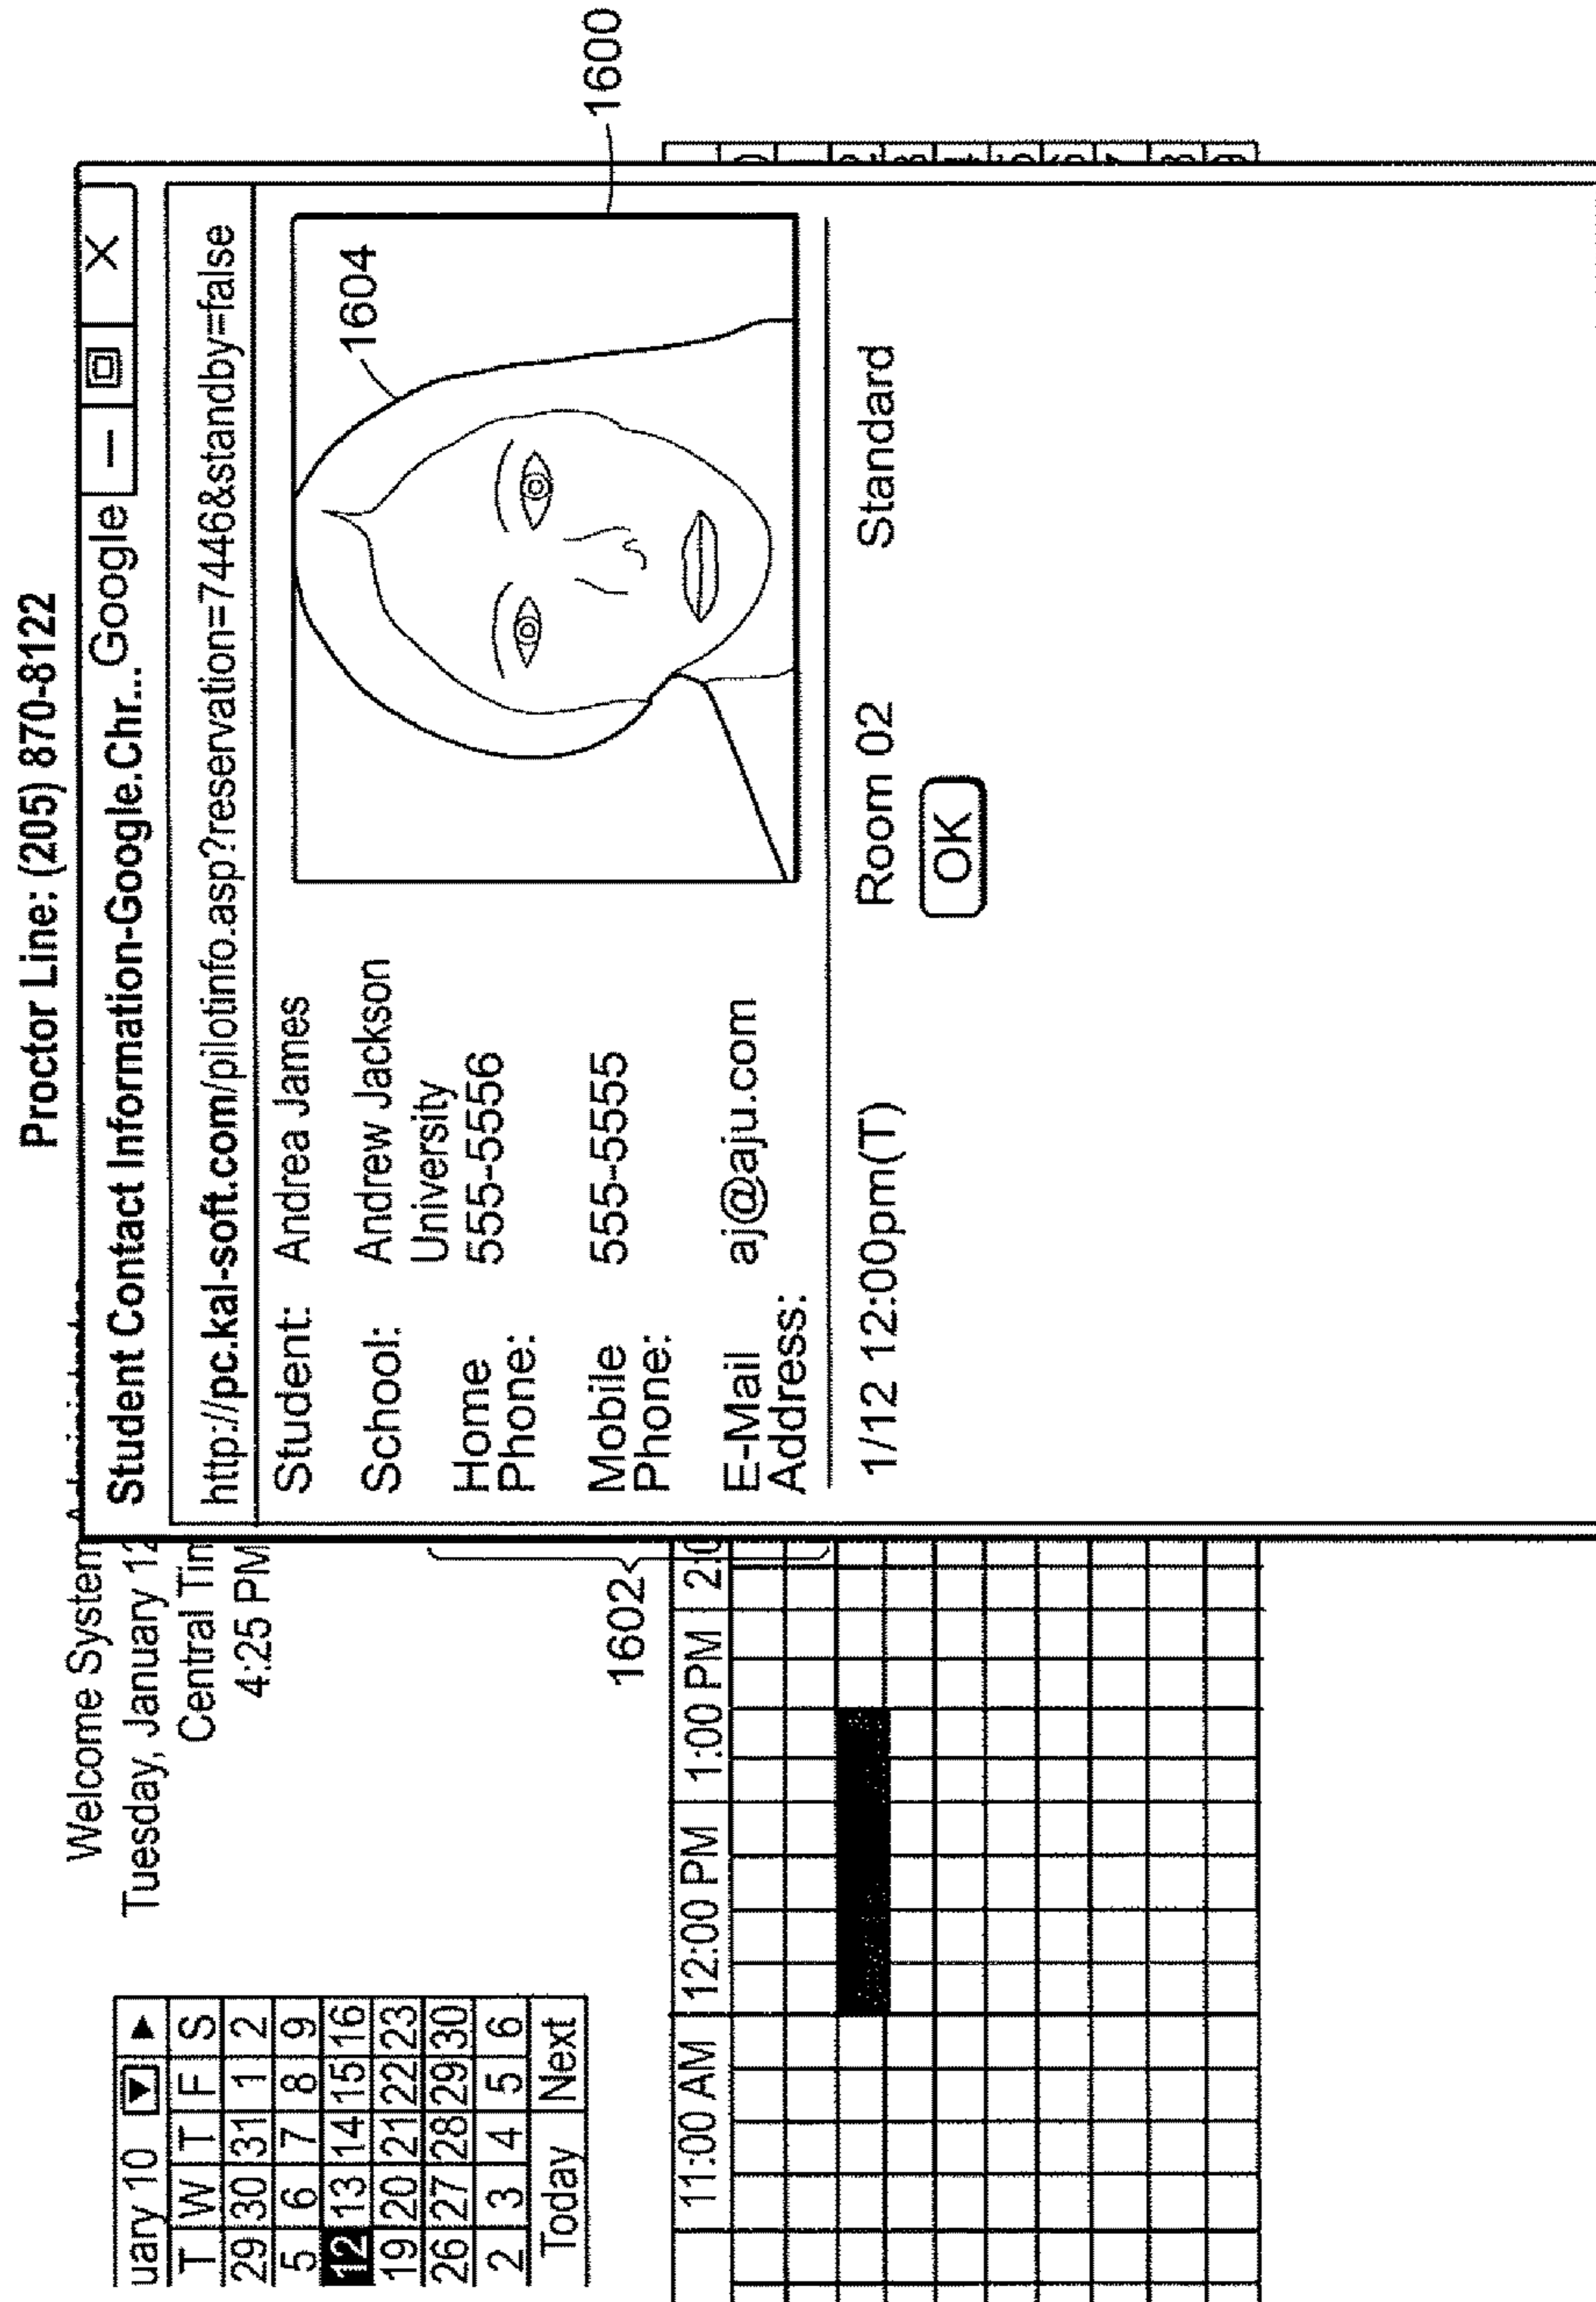 Proctor Line: (205) 870-8122
Welcome System
Tuesday, January 12
Central Tim
4:25 PM
uary 10
T W T F S
29 30 31 1 2
5 6 7 8 9
12 13 14 15 16
19 20 21 22 23
26 27 28 29 30
2 3 4 5 6
Today Next
Student Contact Information-Google.Chr... Google
http://pc.kal-soft.com/pilotinfo.asp?reservation=7446&standby=false
Student: Andrea James
School: Andrew Jackson
University
Home
Phone: 555-5556
Mobile
Phone: 555-5555
E-Mail
Address: aj@aju.com
1/12 12:00pm(T) Room 02 Standard
OK
1600
1604
1602
11:00 AM 12:00 PM 1:00 PM 2:0